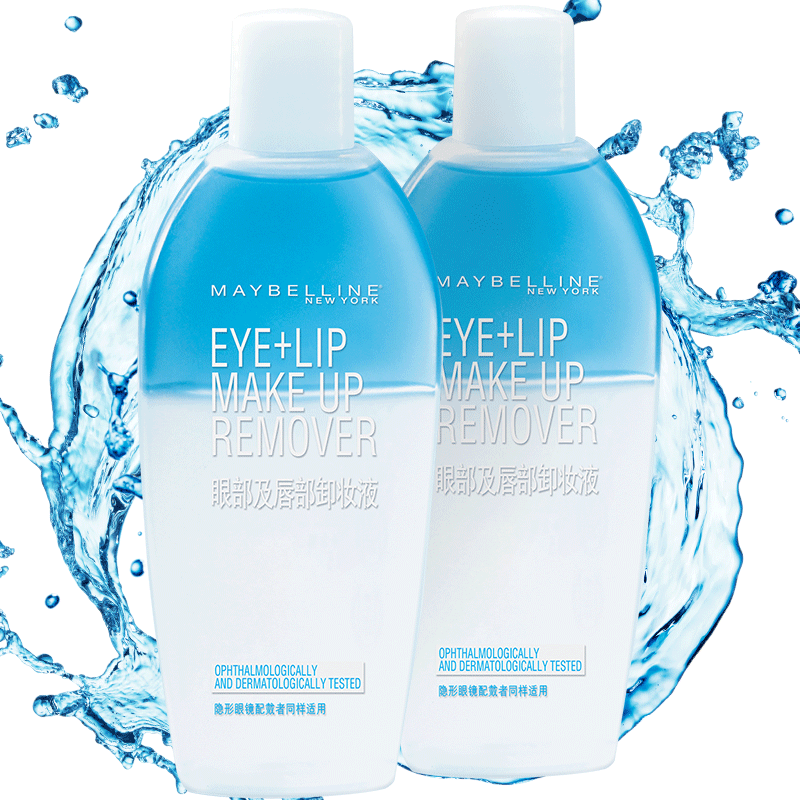 MAYBELLINE®
NEW YORK
EYE+LIP
MAKE UP
REMOVER
眼部及唇部卸妆液
OPHTHALMOLOGICALLY
AND DERMATOLOGICALLY TESTED
隐形眼镜配戴者同样适用
MAYBELLINE®
NEW YORK
EYE+LIP
MAKE UP
REMOVER
眼部及唇部卸妆液
OPHTHALMOLOGICALLY
AND DERMATOLOGICALLY TESTED
隐形眼镜配戴者同样适用